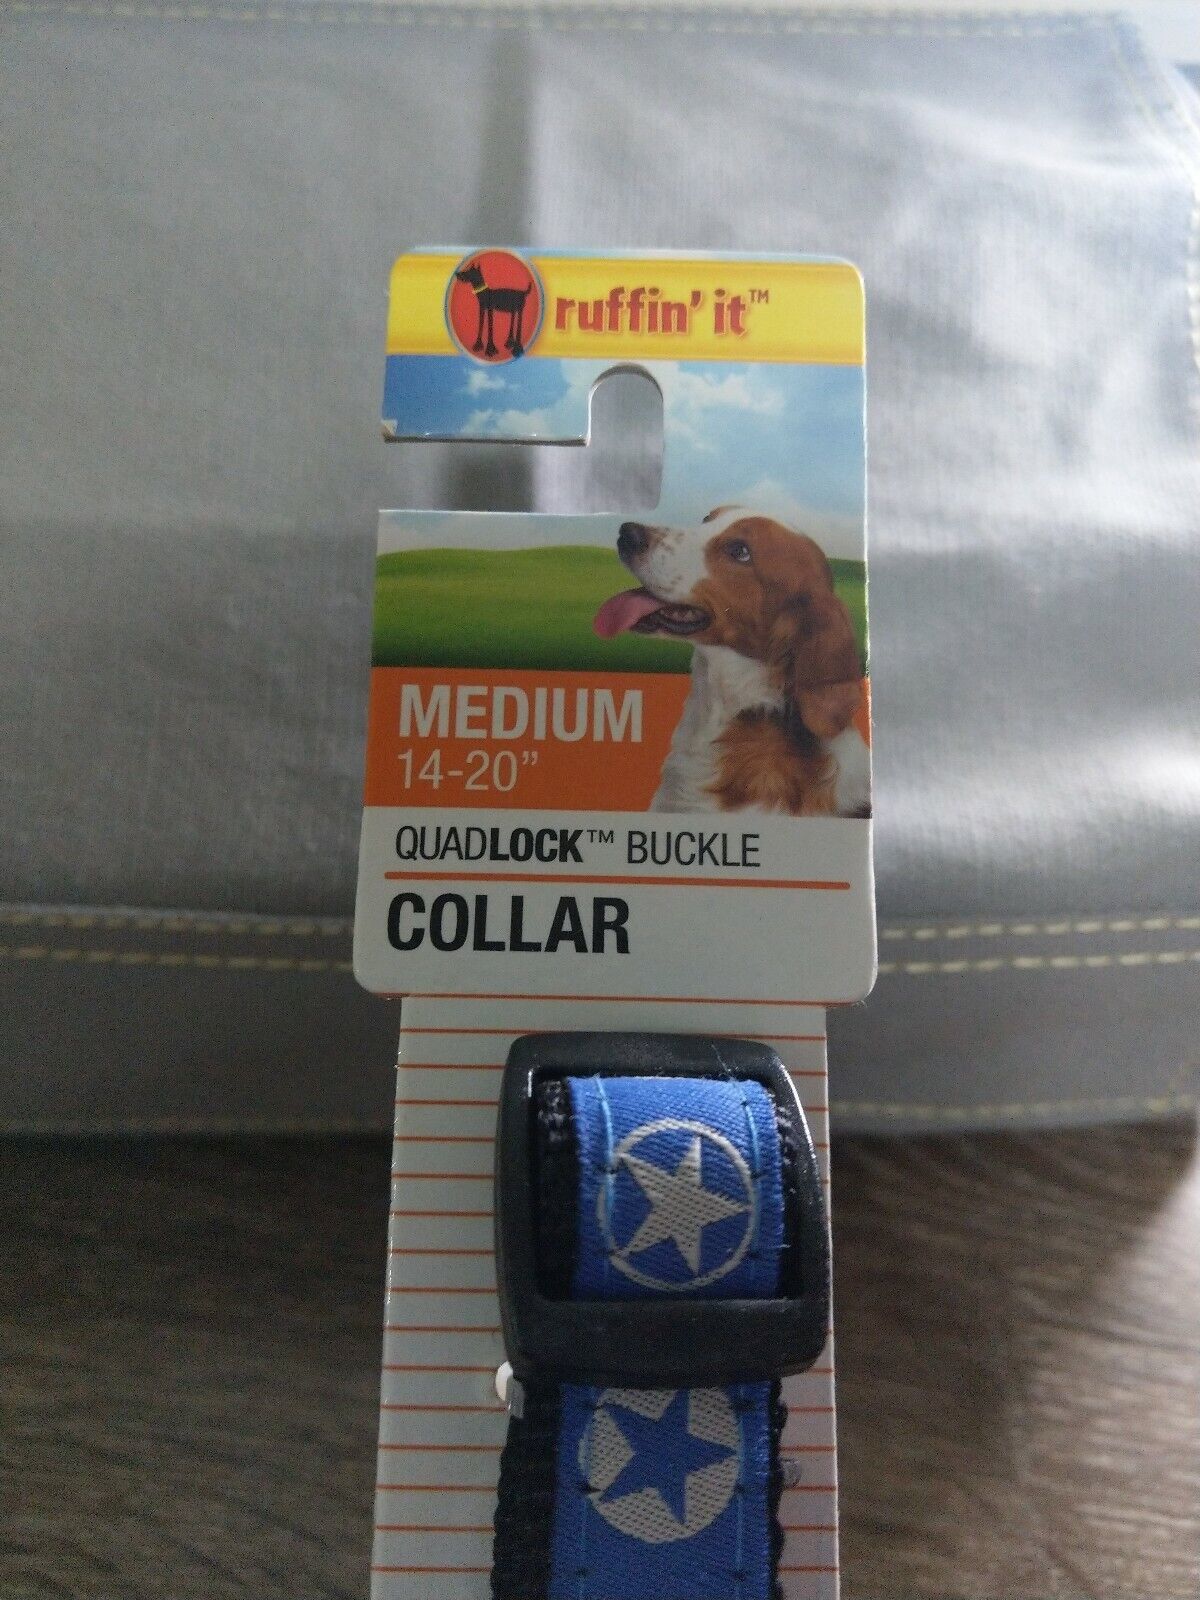 ruffin' it™
MEDIUM
14-20”
QUADLOCK™ BUCKLE
COLLAR